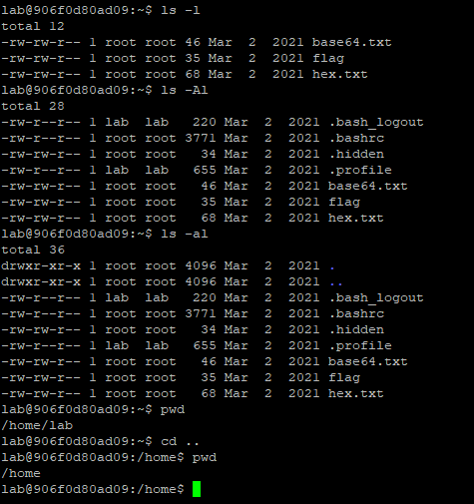 lab@906f0d80ad09:~$ ls -l
total 12
-rw-rw-r-- 1 root root 46 Mar  2  2021 base64.txt
-rw-rw-r-- 1 root root 35 Mar  2  2021 flag
-rw-rw-r-- 1 root root 68 Mar  2  2021 hex.txt
lab@906f0d80ad09:~$ ls -Al
total 28
-rw-r--r-- 1 lab  lab   220 Mar  2  2021 .bash_logout
-rw-rw-r-- 1 root root 3771 Mar  2  2021 .bashrc
-rw-rw-r-- 1 root root   34 Mar  2  2021 .hidden
-rw-r--r-- 1 lab  lab   655 Mar  2  2021 .profile
-rw-rw-r-- 1 root root   46 Mar  2  2021 base64.txt
-rw-rw-r-- 1 root root   35 Mar  2  2021 flag
-rw-rw-r-- 1 root root   68 Mar  2  2021 hex.txt
lab@906f0d80ad09:~$ ls -al
total 36
drwxr-xr-x 1 root root 4096 Mar  2  2021 .
drwxr-xr-x 1 root root 4096 Mar  2  2021 ..
-rw-r--r-- 1 lab  lab   220 Mar  2  2021 .bash_logout
-rw-rw-r-- 1 root root 3771 Mar  2  2021 .bashrc
-rw-rw-r-- 1 root root   34 Mar  2  2021 .hidden
-rw-r--r-- 1 lab  lab   655 Mar  2  2021 .profile
-rw-rw-r-- 1 root root   46 Mar  2  2021 base64.txt
-rw-rw-r-- 1 root root   35 Mar  2  2021 flag
-rw-rw-r-- 1 root root   68 Mar  2  2021 hex.txt
lab@906f0d80ad09:~$ pwd
/home/lab
lab@906f0d80ad09:~$ cd ..
lab@906f0d80ad09:/home$ pwd
/home
lab@906f0d80ad09:/home$